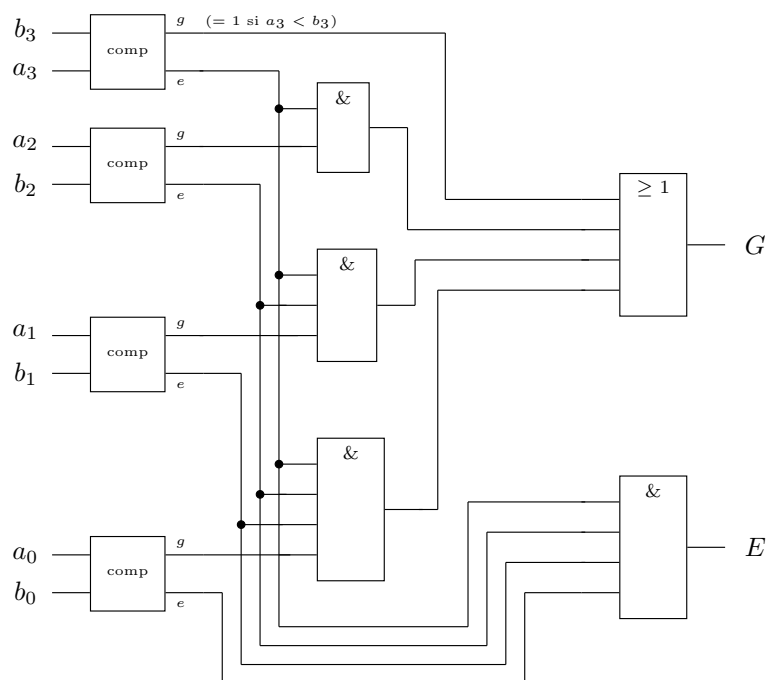 b3 g (= 1 si a3 < b3)
comp
a3 e
&
a2 g
comp
b2 e
≥ 1
G
&
a1 g
comp
b1 e
&
&
a0 g
comp
E
b0 e